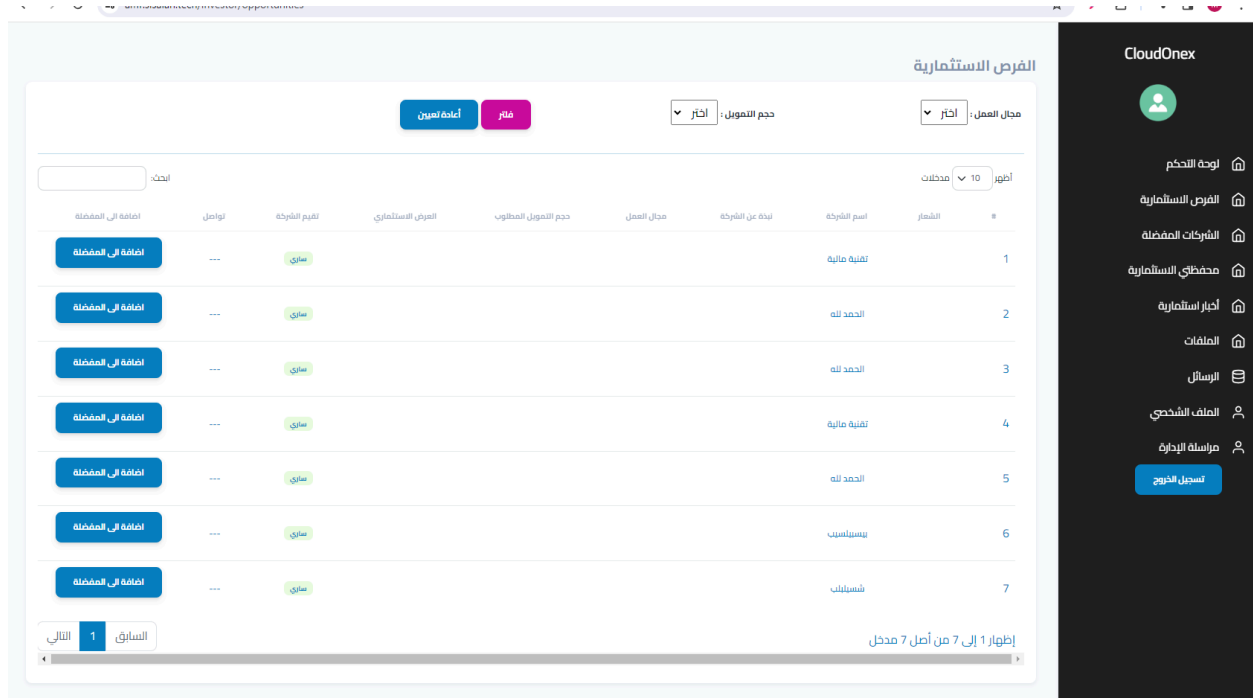 CloudOnex
لوحة التحكم
الفرص الاستثمارية
الشركات المفضلة
محفظتي الاستثمارية
أخبار استثمارية
الملفات
الرسائل
الملف الشخصي
مراسلة الإدارة
تسجيل الخروج
الفرص الاستثمارية
مجال العمل : اختر حجم التمويل : اختر فلتر أعادة تعيين
أظهر 10 مدخلات ابحث:
# الشعار اسم الشركة نبذة عن الشركة مجال العمل حجم التمويل المطلوب العرض الاستثماري تقيم الشركة تواصل اضافة الى المفضلة
1 تقنية مالية ساري --- اضافة الى المفضلة
2 الحمد لله ساري --- اضافة الى المفضلة
3 الحمد لله ساري --- اضافة الى المفضلة
4 تقنية مالية ساري --- اضافة الى المفضلة
5 الحمد لله ساري --- اضافة الى المفضلة
6 ساري --- اضافة الى المفضلة
7 ساري --- اضافة الى المفضلة
إظهار 1 إلى 7 من أصل 7 مدخل السابق 1 التالي